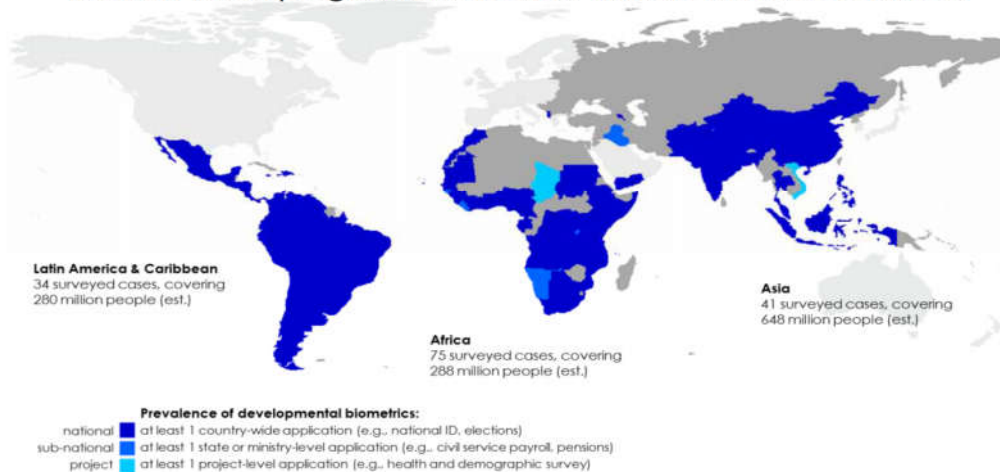 Latin America & Caribbean
34 surveyed cases, covering
280 million people (est.)
Africa
75 surveyed cases, covering
288 million people (est.)
Asia
41 surveyed cases, covering
648 million people (est.)
Prevalence of developmental biometrics:
national at least 1 country-wide application (e.g., national ID, elections)
sub-national at least 1 state or ministry-level application (e.g., civil service payroll, pensions)
project at least 1 project-level application (e.g., health and demographic survey)